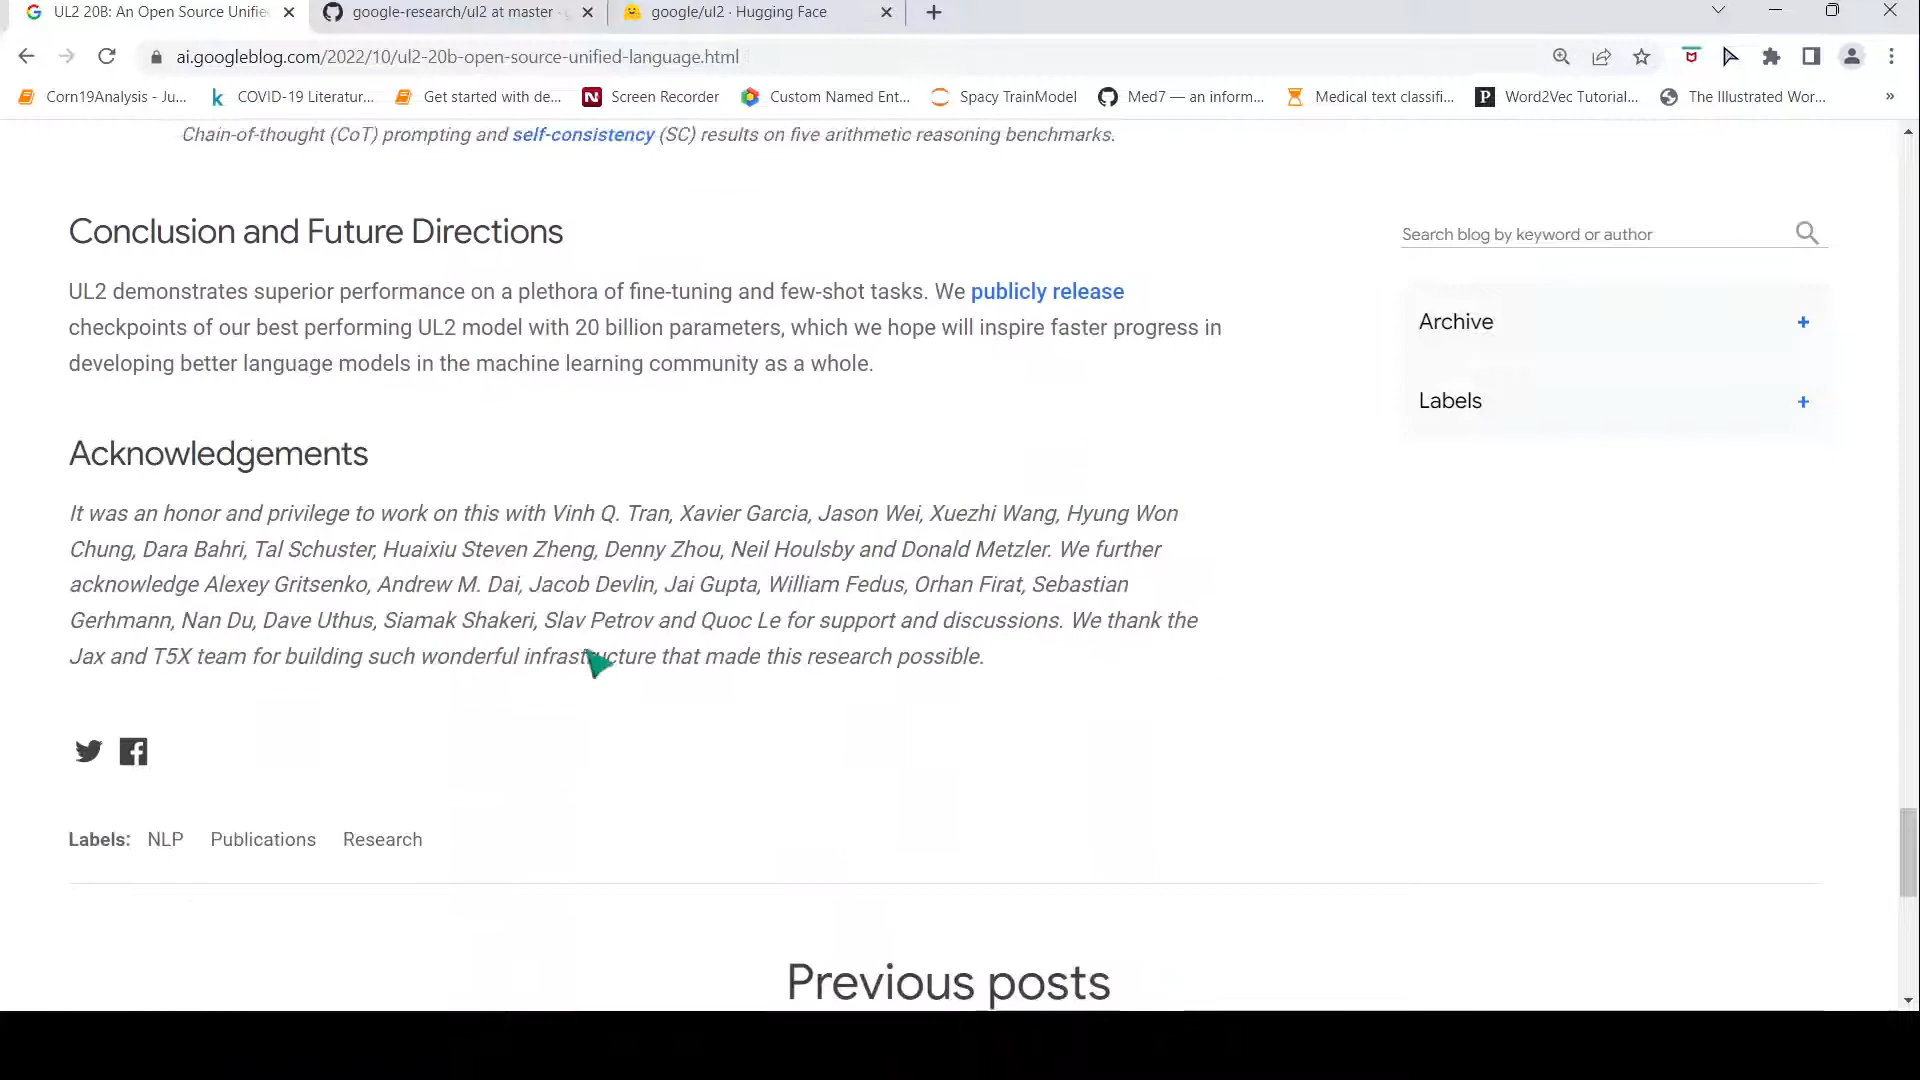 UL2 20B: An Open Source Unifie
google-research/ul2 at master
google/ul2 · Hugging Face
ai.googleblog.com/2022/10/ul2-20b-open-source-unified-language.html
Corn19Analysis - Ju...
COVID-19 Literatur...
Get started with de...
Screen Recorder
Custom Named Ent...
Spacy TrainModel
Med7 — an inform...
Medical text classifi...
Word2Vec Tutorial...
The Illustrated Wor...
»
Chain-of-thought (CoT) prompting and self-consistency (SC) results on five arithmetic reasoning benchmarks.
Conclusion and Future Directions
UL2 demonstrates superior performance on a plethora of fine-tuning and few-shot tasks. We publicly release
checkpoints of our best performing UL2 model with 20 billion parameters, which we hope will inspire faster progress in
developing better language models in the machine learning community as a whole.
Search blog by keyword or author
Archive +
Labels +
Acknowledgements
It was an honor and privilege to work on this with Vinh Q. Tran, Xavier Garcia, Jason Wei, Xuezhi Wang, Hyung Won
Chung, Dara Bahri, Tal Schuster, Huaixiu Steven Zheng, Denny Zhou, Neil Houlsby and Donald Metzler. We further
acknowledge Alexey Gritsenko, Andrew M. Dai, Jacob Devlin, Jai Gupta, William Fedus, Orhan Firat, Sebastian
Gerhmann, Nan Du, Dave Uthus, Siamak Shakeri, Slav Petrov and Quoc Le for support and discussions. We thank the
Jax and T5X team for building such wonderful infrastructure that made this research possible.
Labels: NLP Publications Research
Previous posts